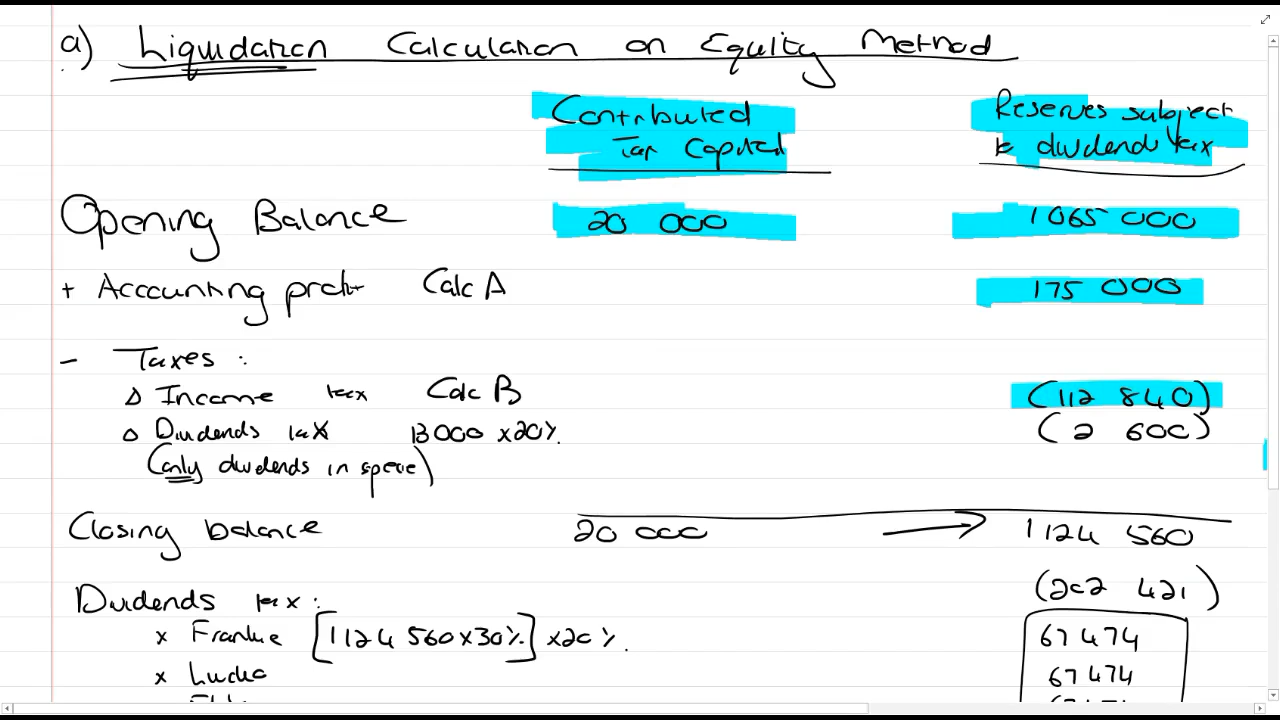 a) Liquidation Calculation on Equity Method
Contributed Tax Capital
Reserves subject to dividends tax
Opening Balance 20 000 1 065 000
+ Accounting profit Calc A 175 000
- Taxes :
Δ Income tax Calc B (112 840)
Δ Dividends tax 13 000 x 20% (2 600)
(only dividends in specie)
Closing balance 20 000 → 1 124 560
(202 421)
Dividends tax :
x Frankie [1 124 560 x 30%] x 20%. 67 474
x 67 474